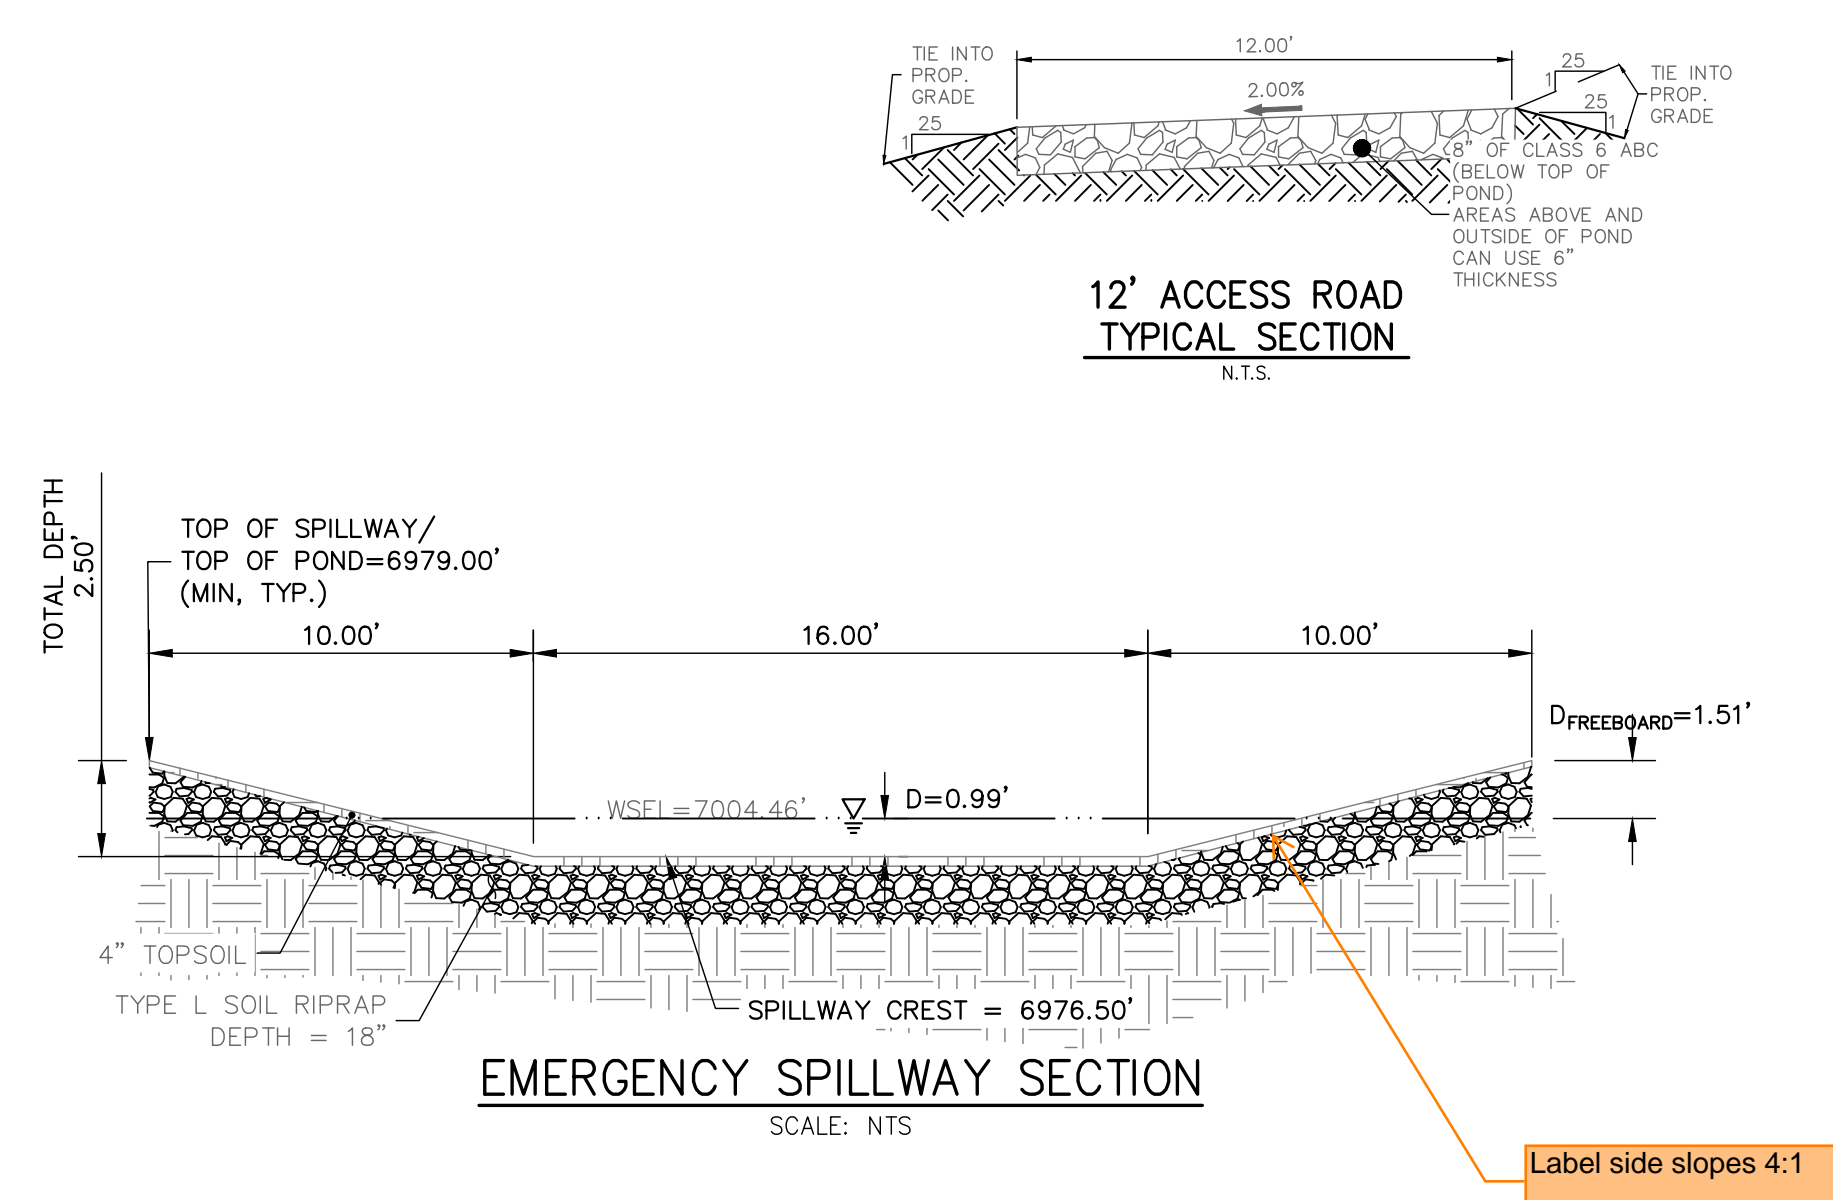 TIE INTO
PROP.
GRADE
12.00'
2.00%
25
1
25
1
25
1
TIE INTO
PROP.
GRADE
8" OF CLASS 6 ABC
(BELOW TOP OF
POND)
AREAS ABOVE AND
OUTSIDE OF POND
CAN USE 6"
THICKNESS
12' ACCESS ROAD
TYPICAL SECTION
N.T.S.
TOTAL DEPTH
2.50'
TOP OF SPILLWAY/
TOP OF POND=6979.00'
(MIN, TYP.)
10.00'
16.00'
10.00'
DFREEBOARD=1.51'
WSEL=7004.46'
D=0.99'
4" TOPSOIL
TYPE L SOIL RIPRAP
DEPTH = 18"
SPILLWAY CREST = 6976.50'
EMERGENCY SPILLWAY SECTION
SCALE: NTS
Label side slopes 4:1